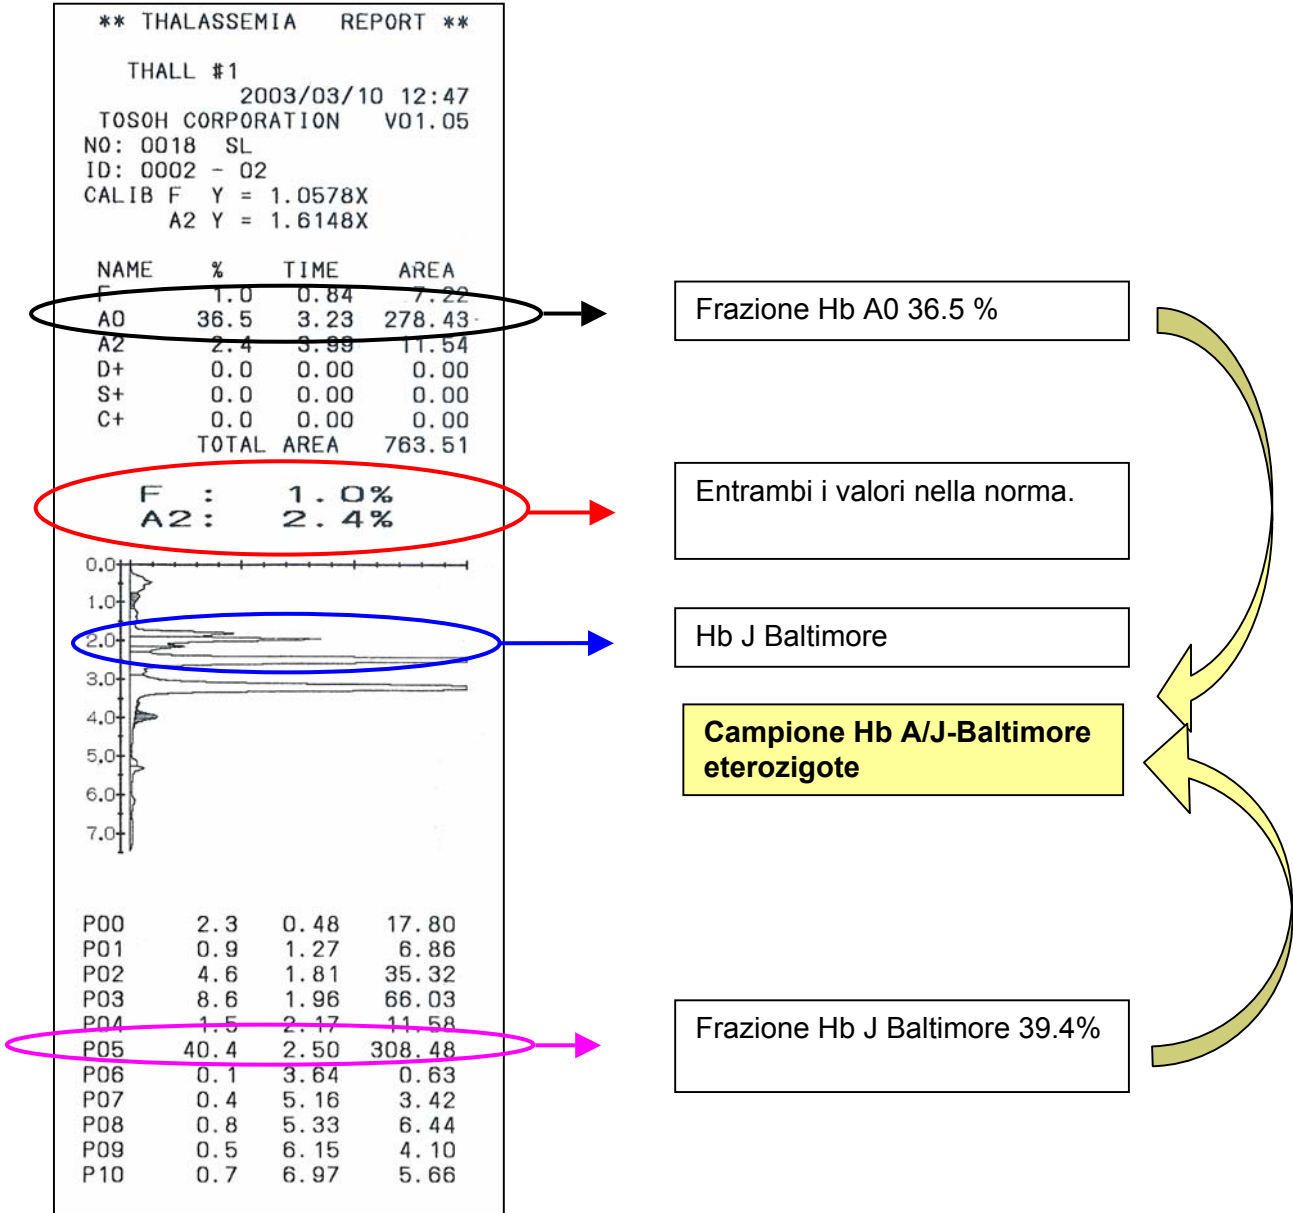 ** THALASSEMIA REPORT **
THALL #1
2003/03/10 12:47
TOSOH CORPORATION V01.05
NO: 0018 SL
ID: 0002 - 02
CALIB F Y = 1.0578X
A2 Y = 1.6148X
NAME % TIME AREA
F 1.0 0.84 7.22
A0 36.5 3.23 278.43
A2 2.4 3.99 11.54
D+ 0.0 0.00 0.00
S+ 0.0 0.00 0.00
C+ 0.0 0.00 0.00
TOTAL AREA 763.51
F : 1.0%
A2: 2.4%
0.0
1.0
2.0
3.0
4.0
5.0
6.0
7.0
P00 2.3 0.48 17.80
P01 0.9 1.27 6.86
P02 4.6 1.81 35.32
P03 8.6 1.96 66.03
P04 1.5 2.17 11.58
P05 40.4 2.50 308.48
P06 0.1 3.64 0.63
P07 0.4 5.16 3.42
P08 0.8 5.33 6.44
P09 0.5 6.15 4.10
P10 0.7 6.97 5.66
Frazione Hb A0 36.5 %
Entrambi i valori nella norma.
Hb J Baltimore
Campione Hb A/J-Baltimore
eterozigote
Frazione Hb J Baltimore 39.4%